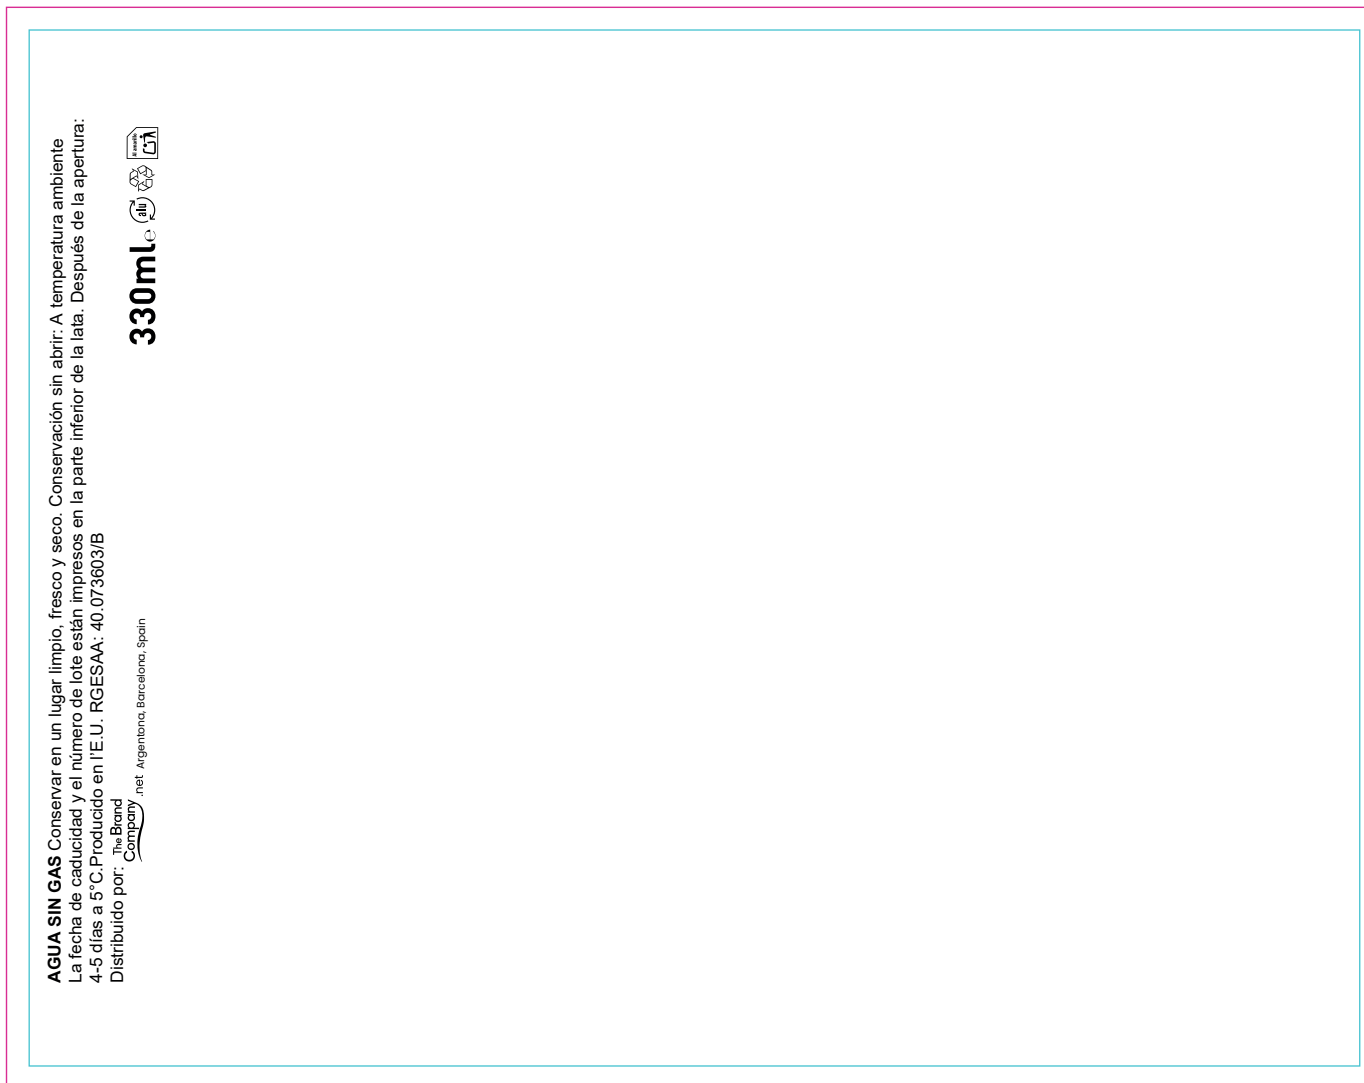 AGUA SIN GAS Conservar en un lugar limpio, fresco y seco. Conservación sin abrir: A temperatura ambiente
La fecha de caducidad y el número de lote están impresos en la parte inferior de la lata. Después de la apertura:
4-5 días a 5°C.Producido en l'E.U. RGESAA: 40.073603/B
Distribuido por: The Brand
Company .net Argentona, Barcelona, Spain
330ml e
alu
Al amarillo